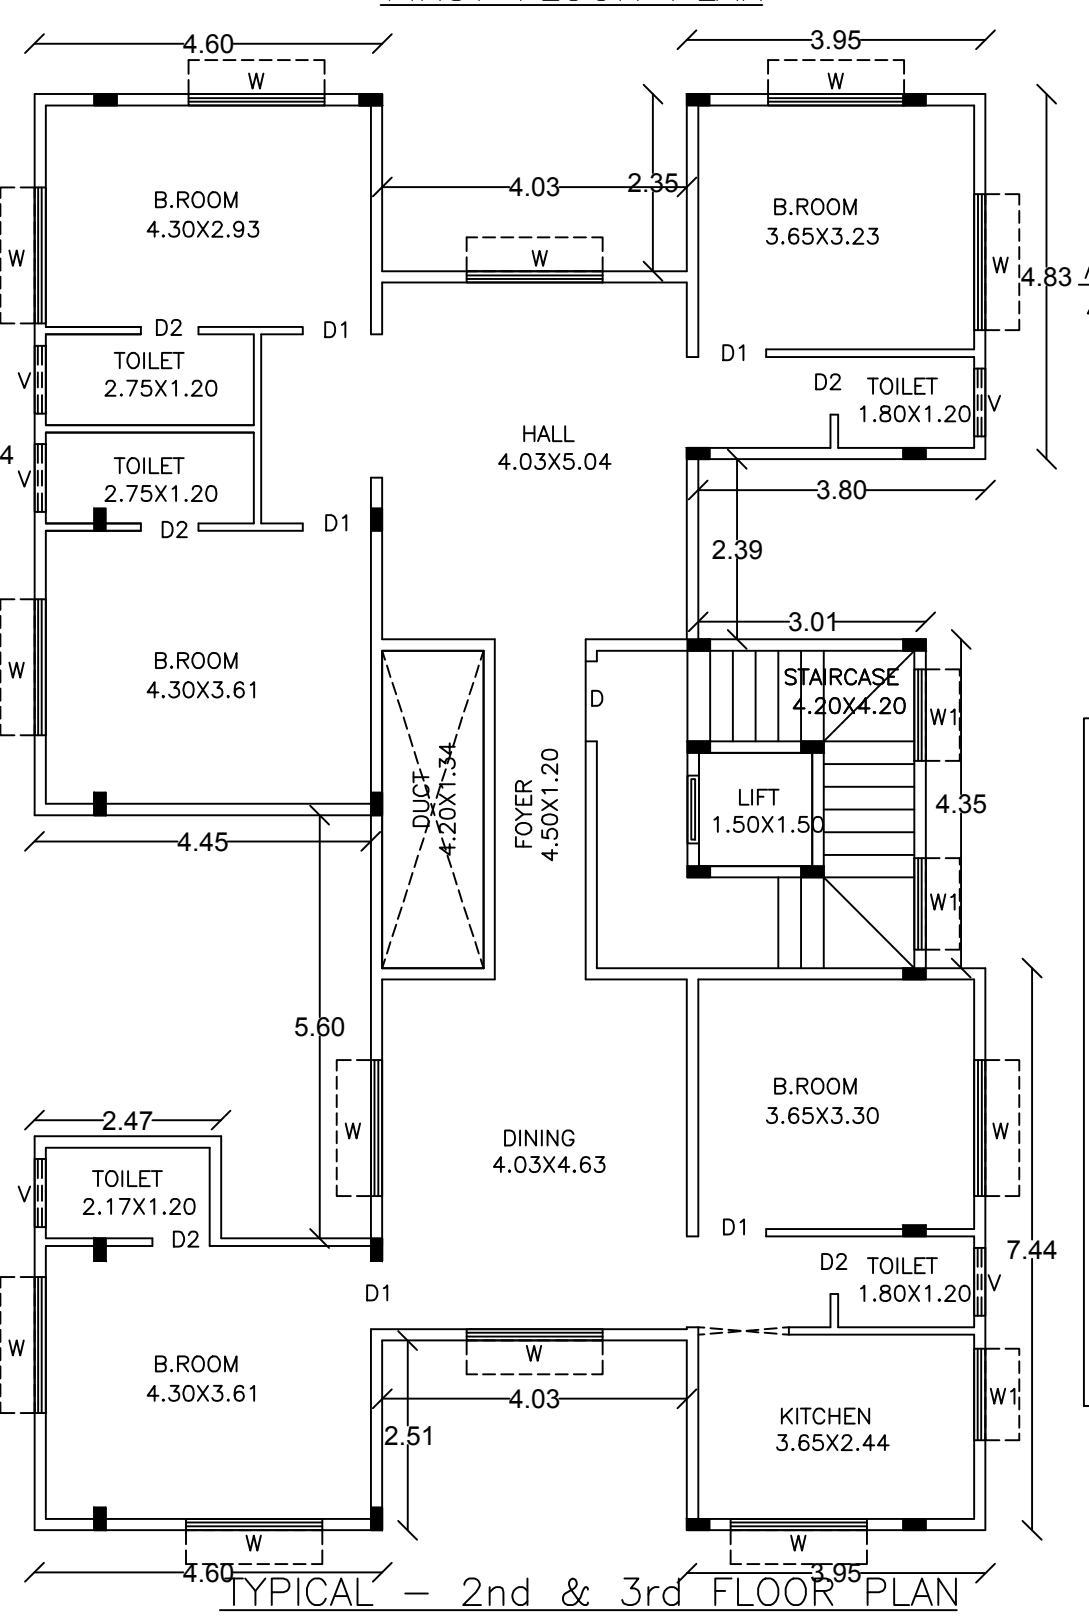 4.60
3.95
W
W
B.ROOM
4.30X2.93
4.03
2.35
B.ROOM
3.65X3.23
W
W
W
4.83
D2
D1
TOILET
2.75X1.20
V
D1
D2
TOILET
1.80X1.20
V
HALL
4.03X5.04
4
TOILET
2.75X1.20
V
D2
D1
3.80
2.39
3.01
W
B.ROOM
4.30X3.61
D
STAIRCASE
4.20X4.20
W1
DUCT
4.20X1.34
FOYER
4.50X1.20
LIFT
1.50X1.50
4.35
4.45
W1
5.60
B.ROOM
3.65X3.30
2.47
W
DINING
4.03X4.63
W
TOILET
2.17X1.20
V
D2
D1
7.44
D2
TOILET
1.80X1.20
V
D1
W
W
B.ROOM
4.30X3.61
4.03
2.51
KITCHEN
3.65X2.44
W1
W
W
4.60
3.95
TYPICAL - 2nd & 3rd FLOOR PLAN